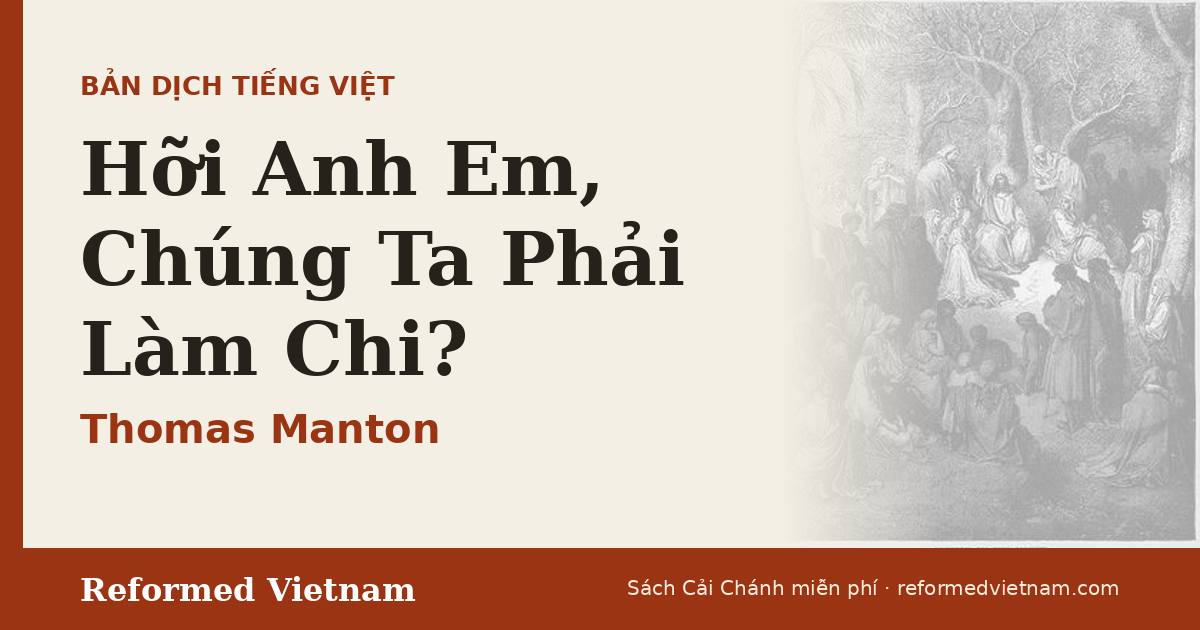 BẢN DỊCH TIẾNG VIỆT
Hỡi Anh Em,
Chúng Ta Phải
Làm Chi?
Thomas Manton
Reformed Vietnam
Sách Cải Chánh miễn phí · reformedvietnam.com